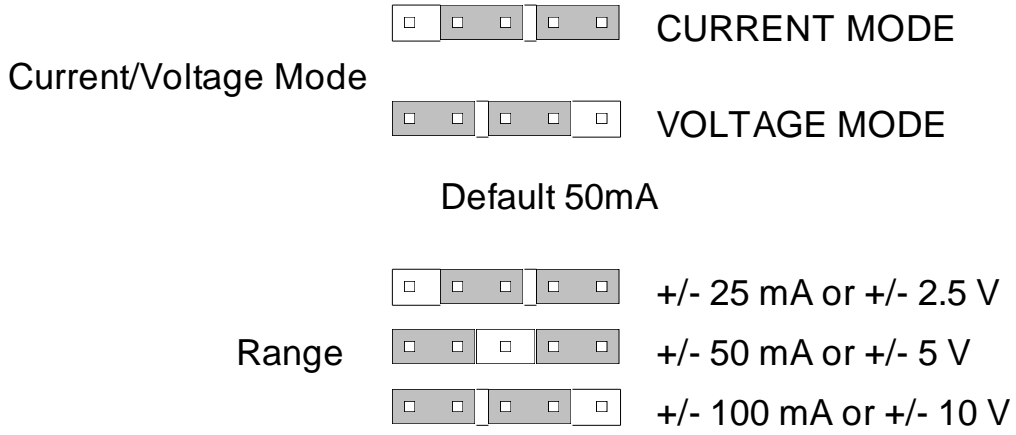 CURRENT MODE
Current/Voltage Mode
VOLTAGE MODE
Default 50mA
+/- 25 mA or +/- 2.5 V
Range
+/- 50 mA or +/- 5 V
+/- 100 mA or +/- 10 V